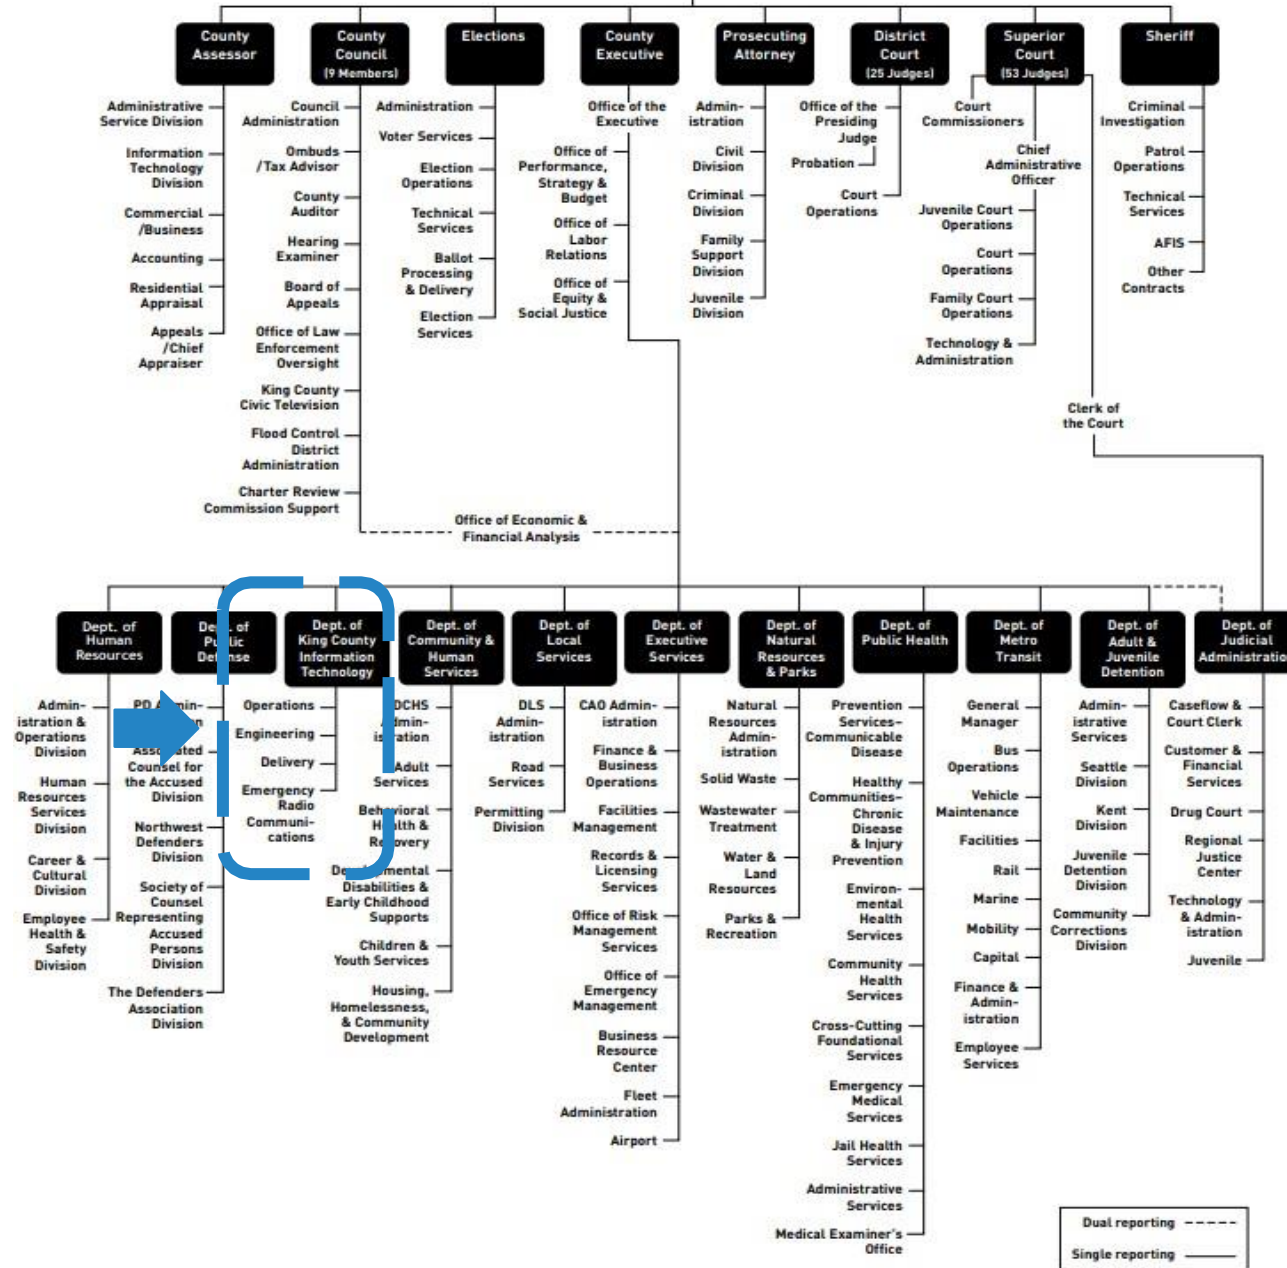 County
Assessor
County
Council
(9 Members)
Elections
County
Executive
Prosecuting
Attorney
District
Court
(25 Judges)
Superior
Court
(53 Judges)
Sheriff
Administrative
Service Division
Information
Technology
Division
Commercial
/Business
Accounting
Residential
Appraisal
Appeals
/Chief
Appraiser
Council
Administration
Ombuds
/Tax Advisor
County
Auditor
Hearing
Examiner
Board of
Appeals
Office of Law
Enforcement
Oversight
King County
Civic Television
Flood Control
District
Administration
Charter Review
Commission Support
Administration
Voter Services
Election
Operations
Technical
Services
Ballot
Processing
& Delivery
Election
Services
Office of the
Executive
Office of
Performance,
Strategy &
Budget
Office of
Labor
Relations
Office of
Equity &
Social Justice
Admin-
istration
Civil
Division
Criminal
Division
Family
Support
Division
Juvenile
Division
Office of the
Presiding
Judge
Probation
Court
Operations
Court
Commissioners
Chief
Administrative
Officer
Juvenile Court
Operations
Court
Operations
Family Court
Operations
Technology &
Administration
Clerk of
the Court
Criminal
Investigation
Patrol
Operations
Technical
Services
AFIS
Other
Contracts
Office of Economic &
Financial Analysis
Dept. of
Human
Resources
Dept. of
Public
Defense
Dept. of
King County
Information
Technology
Dept. of
Community &
Human
Services
Dept. of
Local
Services
Dept. of
Executive
Services
Dept. of
Natural
Resources
& Parks
Dept. of
Public Health
Dept. of
Metro
Transit
Dept. of
Adult &
Juvenile
Detention
Dept. of
Judicial
Administration
Admin-
istration &
Operations
Division
Human
Resources
Services
Division
Career &
Cultural
Division
Employee
Health &
Safety
Division
PD Admin-
Associated
Counsel for
the Accused
Division
Northwest
Defenders
Division
Society of
Counsel
Representing
Accused
Persons
Division
The Defenders
Association
Division
Operations
Engineering
Delivery
Emergency
Radio
Communi-
cations
DCHS
Admin-
istration
Adult
Services
Behavioral
Health &
Recovery
Developmental
Disabilities &
Early Childhood
Supports
Children &
Youth Services
Housing,
Homelessness,
& Community
Development
DLS
Admin-
istration
Road
Services
Permitting
Division
CAO Admin-
istration
Finance &
Business
Operations
Facilities
Management
Records &
Licensing
Services
Office of Risk
Management
Services
Office of
Emergency
Management
Business
Resource
Center
Fleet
Administration
Airport
Natural
Resources
Admin-
istration
Solid Waste
Wastewater
Treatment
Water &
Land
Resources
Parks &
Recreation
Prevention
Services–
Communicable
Disease
Healthy
Communities–
Chronic
Disease
& Injury
Prevention
Environ-
mental
Health
Services
Community
Health
Services
Cross-Cutting
Foundational
Services
Emergency
Medical
Services
Jail Health
Services
Administrative
Services
Medical Examiner's
Office
General
Manager
Bus
Operations
Vehicle
Maintenance
Facilities
Rail
Marine
Mobility
Capital
Finance &
Admin-
istration
Employee
Services
Admin-
istrative
Services
Seattle
Division
Kent
Division
Juvenile
Detention
Division
Community
Corrections
Division
Caseflow &
Court Clerk
Customer &
Financial
Services
Drug Court
Regional
Justice
Center
Technology
& Admin-
istration
Juvenile
Dual reporting
Single reporting